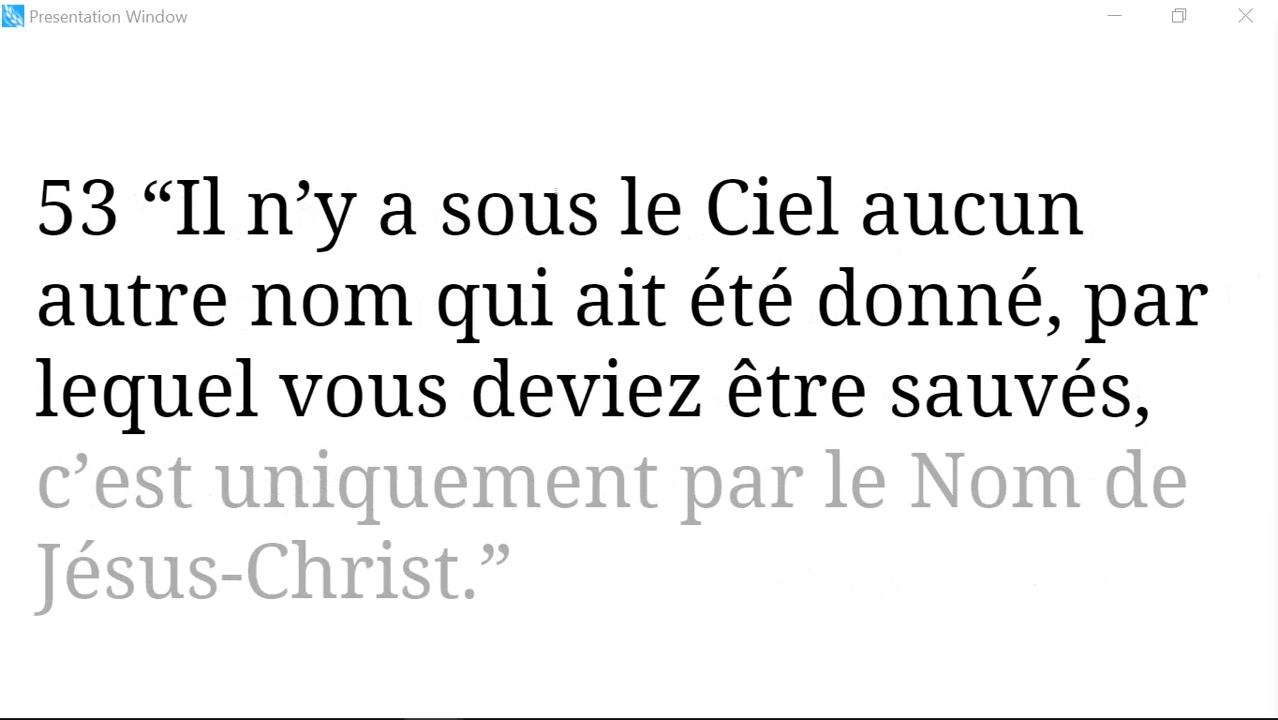 Presentation Window
53 “Il n’y a sous le Ciel aucun
autre nom qui ait été donné, par
lequel vous deviez être sauvés,
c’est uniquement par le Nom de
Jésus-Christ.”